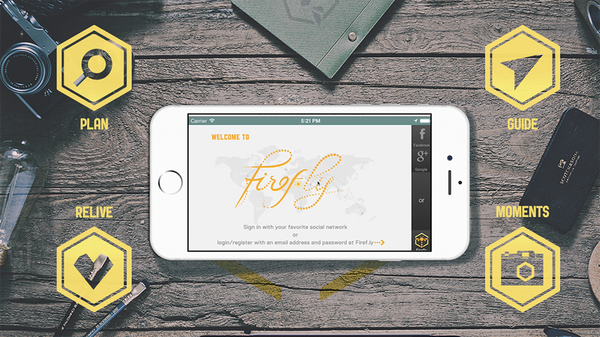 PLAN
GUIDE
RELIVE
MOMENTS
Carrier
5:21 PM
WELCOME TO
Firef.ly
Facebook
Google
or
Sign in with your favorite social network
or
login/register with an email address and password at Firef.ly